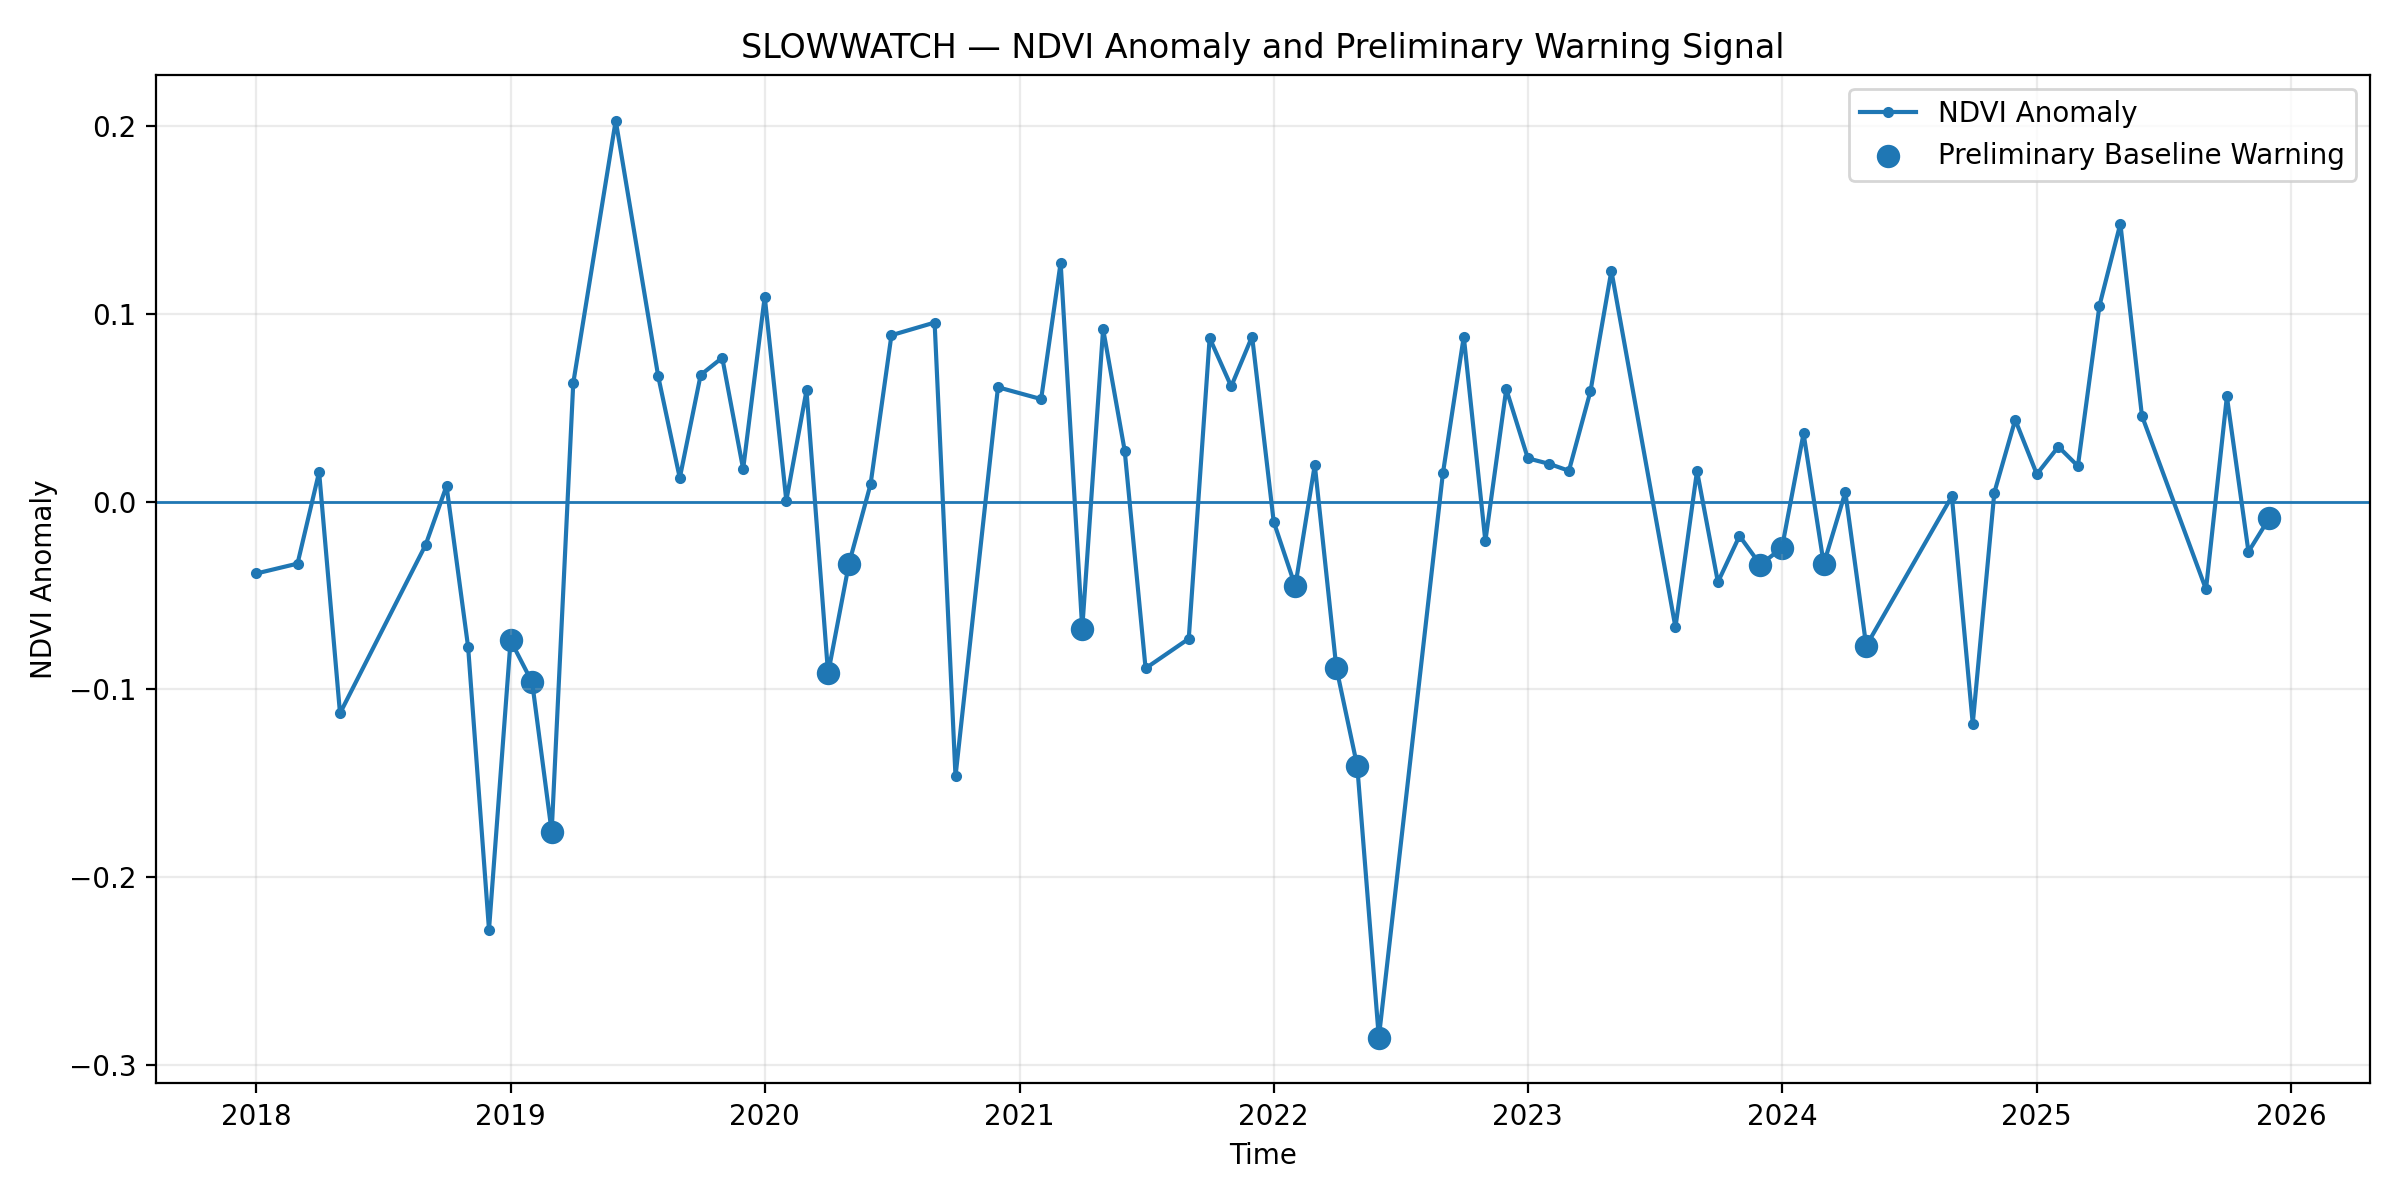 SLOWWATCH — NDVI Anomaly and Preliminary Warning Signal
NDVI Anomaly
Preliminary Baseline Warning
0.2
0.1
0.0
−0.1
−0.2
−0.3
NDVI Anomaly
2018 2019 2020 2021 2022 2023 2024 2025 2026
Time